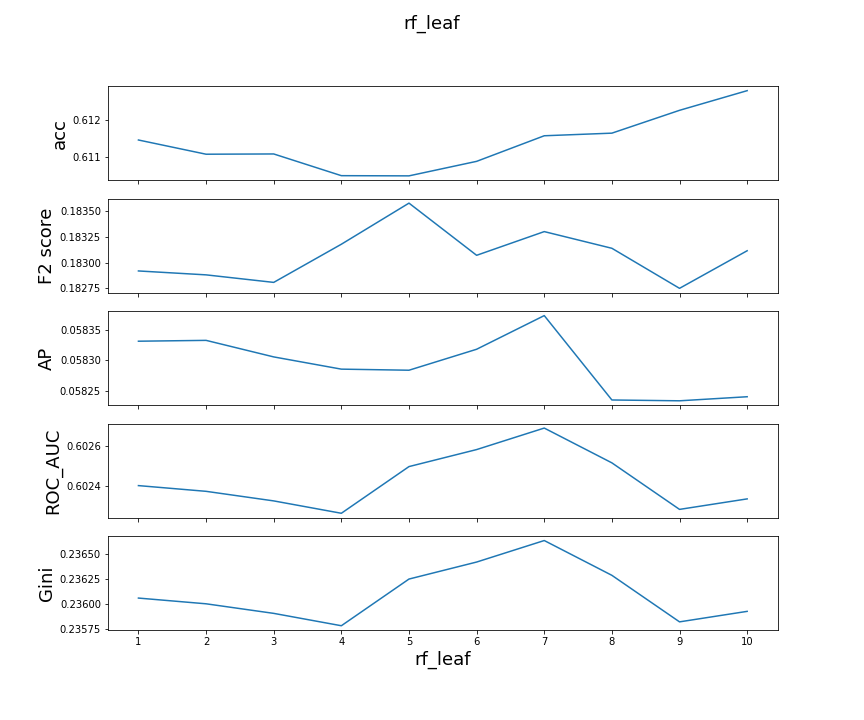 rf_leaf
acc
0.612
0.611
F2 score
0.18350
0.18325
0.18300
0.18275
AP
0.05835
0.05830
0.05825
ROC_AUC
0.6026
0.6024
Gini
0.23650
0.23625
0.23600
0.23575
1 2 3 4 5 6 7 8 9 10
rf_leaf